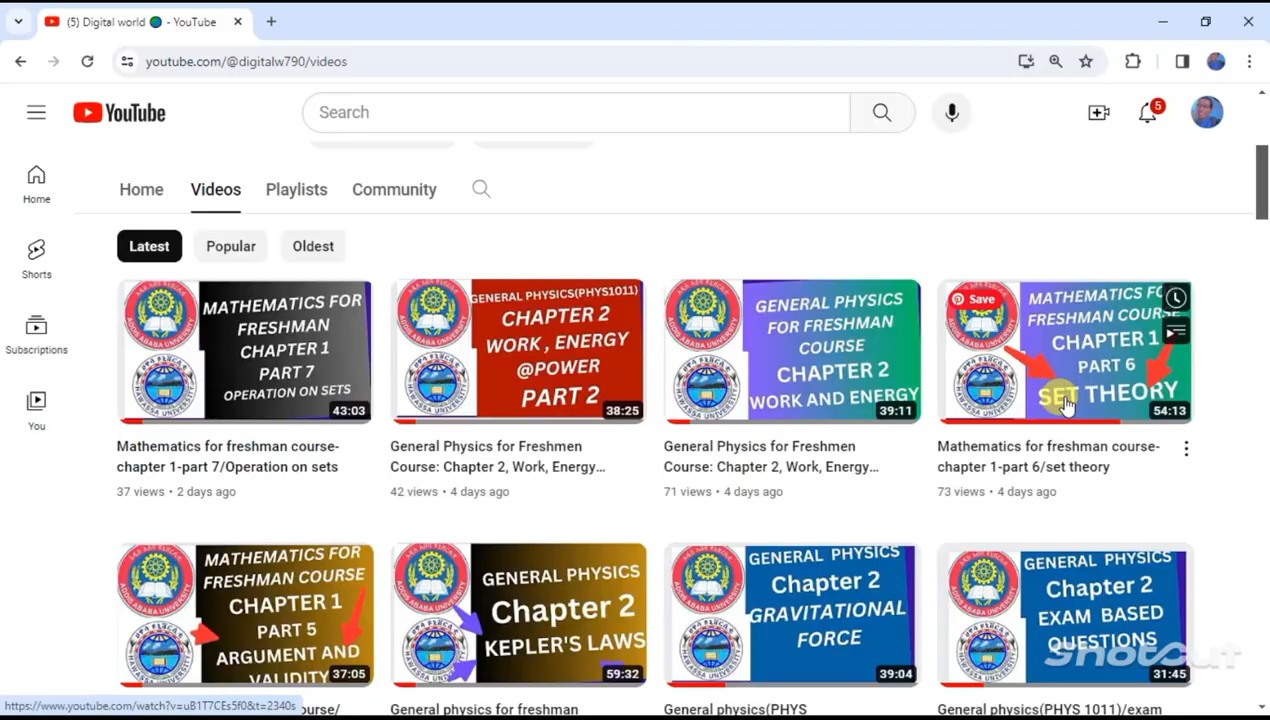 (5) Digital world - YouTube
youtube.com/@digitalw790/videos
YouTube
Search
5
Home
Videos
Playlists
Community
Home
Shorts
Subscriptions
You
Latest
Popular
Oldest
MATHEMATICS FOR
FRESHMAN
CHAPTER 1
PART 7
OPERATION ON SETS
43:03
GENERAL PHYSICS(PHYS1011)
CHAPTER 2
WORK , ENERGY
@POWER
PART 2
38:25
GENERAL PHYSICS
FOR FRESHMAN
COURSE
CHAPTER 2
WORK AND ENERGY
39:11
Save
MATHEMATICS FO
FRESHMAN COURSE
CHAPTER 1
PART 6
SET THEORY
54:13
Mathematics for freshman course-
chapter 1-part 7/Operation on sets
37 views • 2 days ago
General Physics for Freshmen
Course: Chapter 2, Work, Energy...
42 views • 4 days ago
General Physics for Freshmen
Course: Chapter 2, Work, Energy...
71 views • 4 days ago
Mathematics for freshman course-
chapter 1-part 6/set theory
73 views • 4 days ago
MATHEMATICS FOR
FRESHMAN COURSE
CHAPTER 1
PART 5
ARGUMENT AND
VALIDITY
37:05
GENERAL PHYSICS
Chapter 2
KEPLER'S LAWS
59:32
GENERAL PHYSICS
Chapter 2
GRAVITATIONAL
FORCE
39:04
GENERAL PHYSICS
Chapter 2
EXAM BASED
QUESTIONS
31:45
Shotcut
https://www.youtube.com/watch?v=uB1T7CEs5f0&t=2340s
ourse/
General physics for freshman
General physics(PHYS
General physics(PHYS 1011)/exam